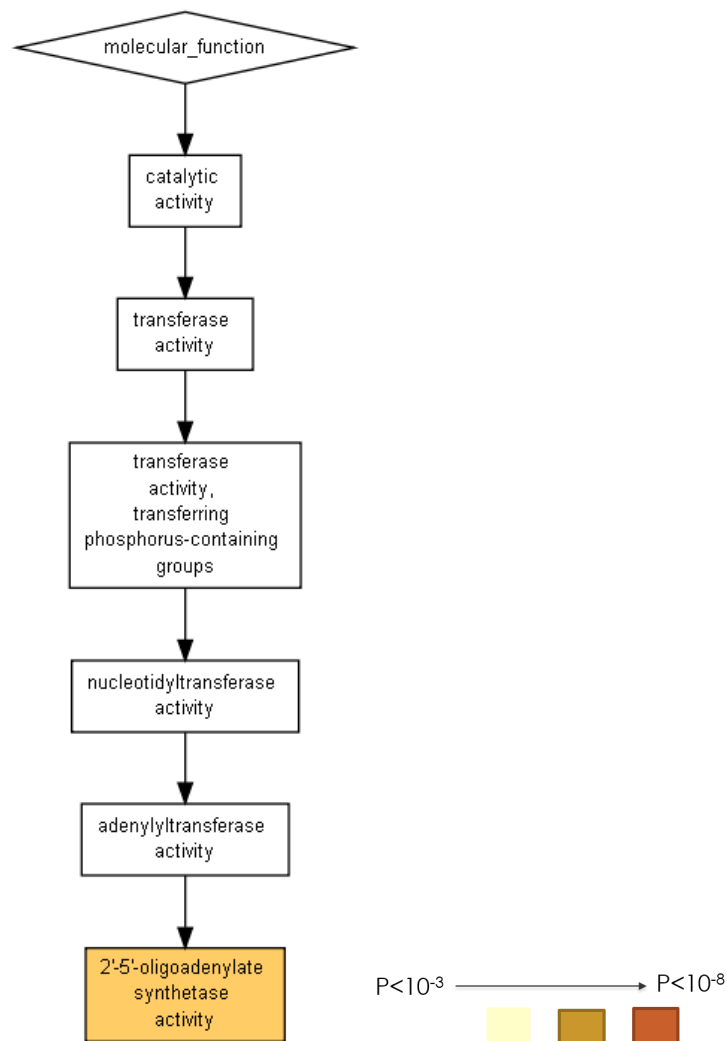 molecular_function
catalytic
activity
transferase
activity
transferase
activity,
transferring
phosphorus-containing
groups
nucleotidyltransferase
activity
adenylyltransferase
activity
2'-5'-oligoadenylate
synthetase
activity
P<10⁻³ P<10⁻⁸